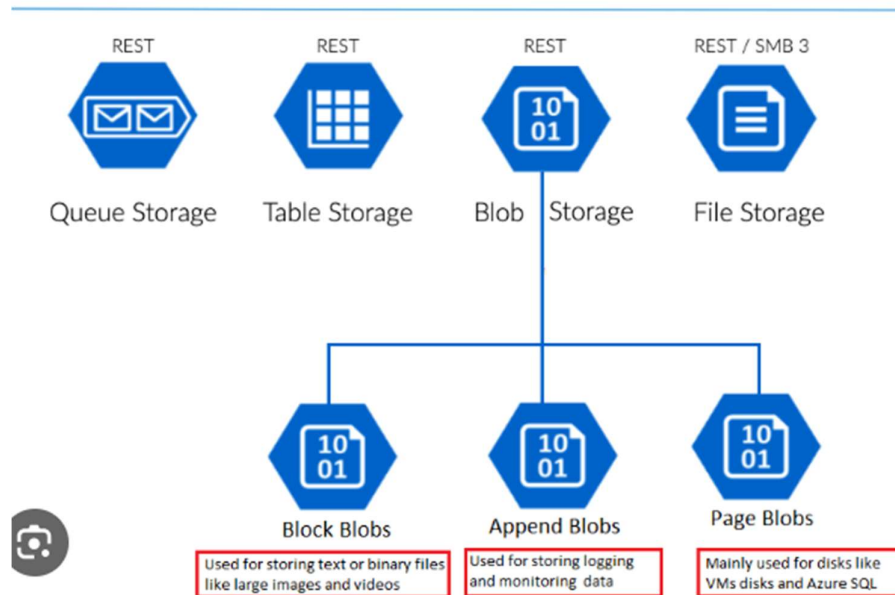 REST
REST
REST
REST / SMB 3
10
01
Queue Storage
Table Storage
Blob Storage
File Storage
10
01
10
01
10
01
Block Blobs
Append Blobs
Page Blobs
Used for storing text or binary files
like large images and videos
Used for storing logging
and monitoring data
Mainly used for disks like
VMs disks and Azure SQL